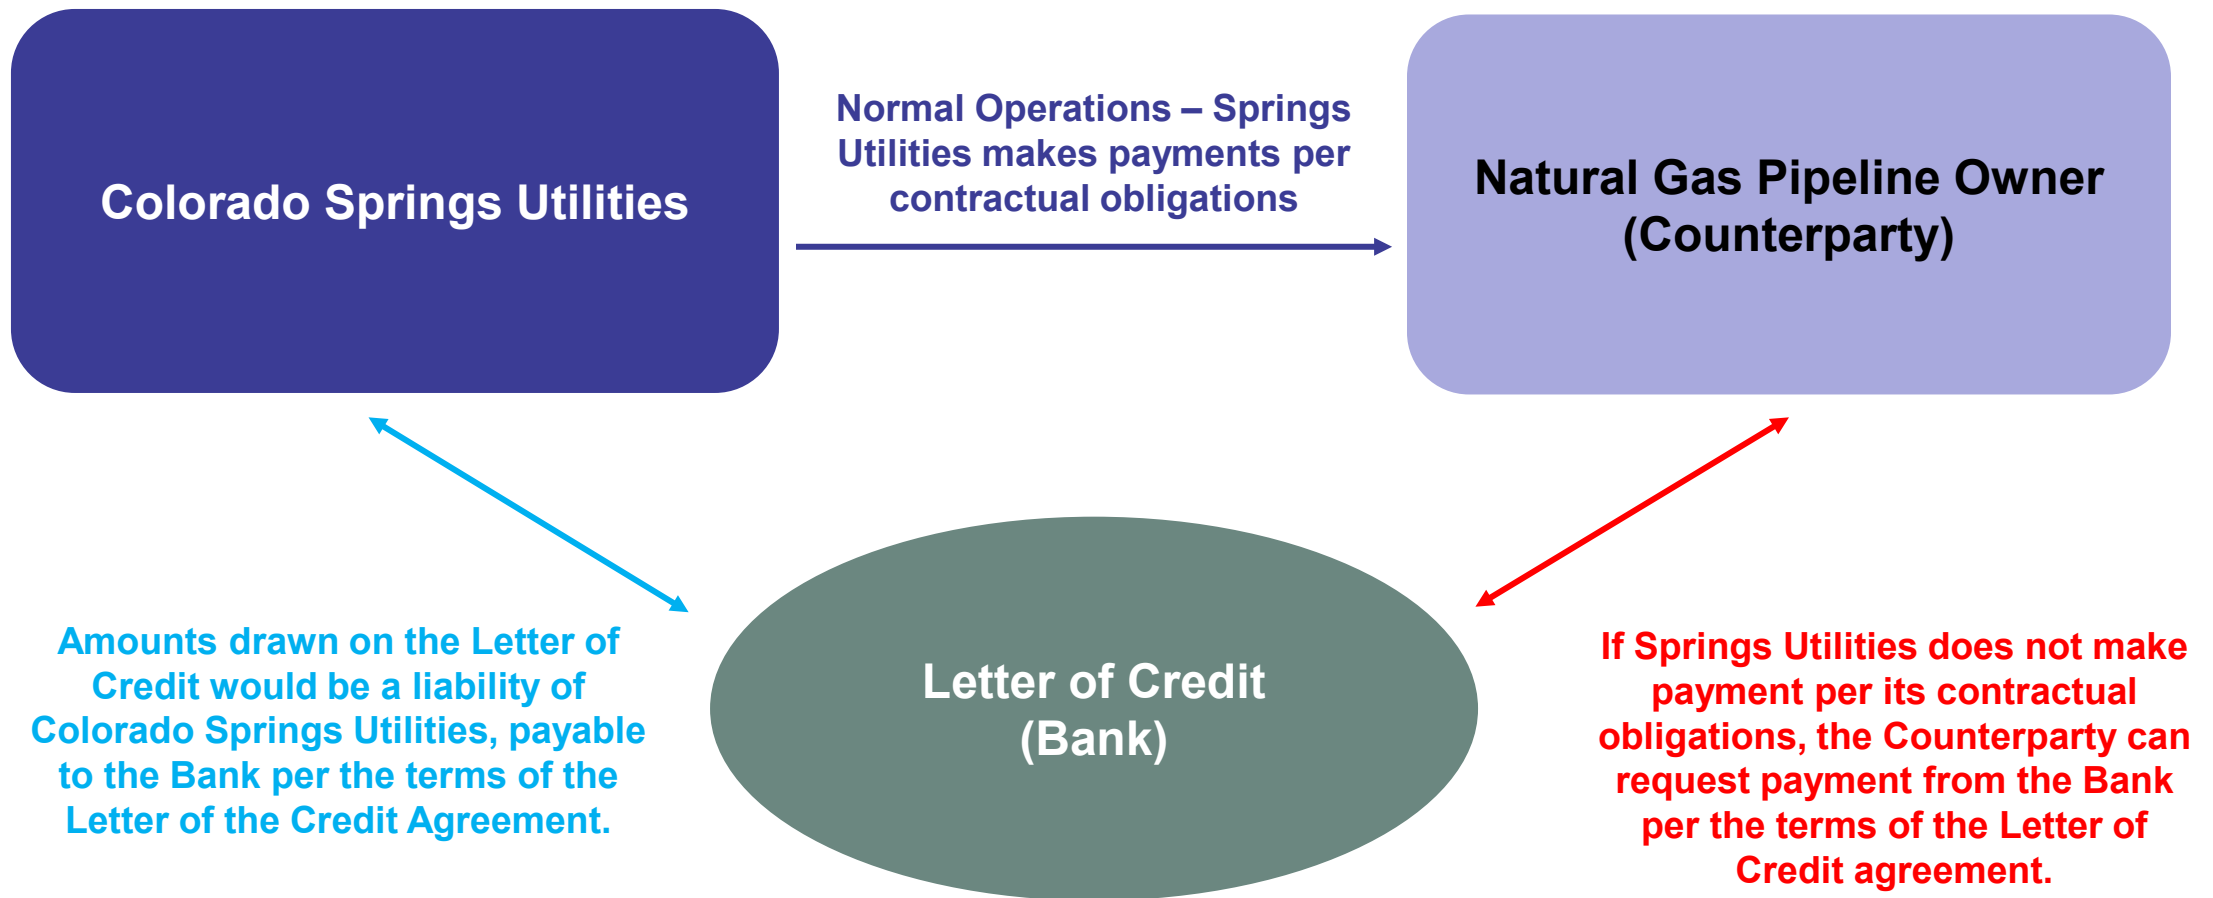 Colorado Springs Utilities
Normal Operations – Springs
Utilities makes payments per
contractual obligations
Natural Gas Pipeline Owner
(Counterparty)
Amounts drawn on the Letter of
Credit would be a liability of
Colorado Springs Utilities, payable
to the Bank per the terms of the
Letter of the Credit Agreement.
Letter of Credit
(Bank)
If Springs Utilities does not make
payment per its contractual
obligations, the Counterparty can
request payment from the Bank
per the terms of the Letter of
Credit agreement.